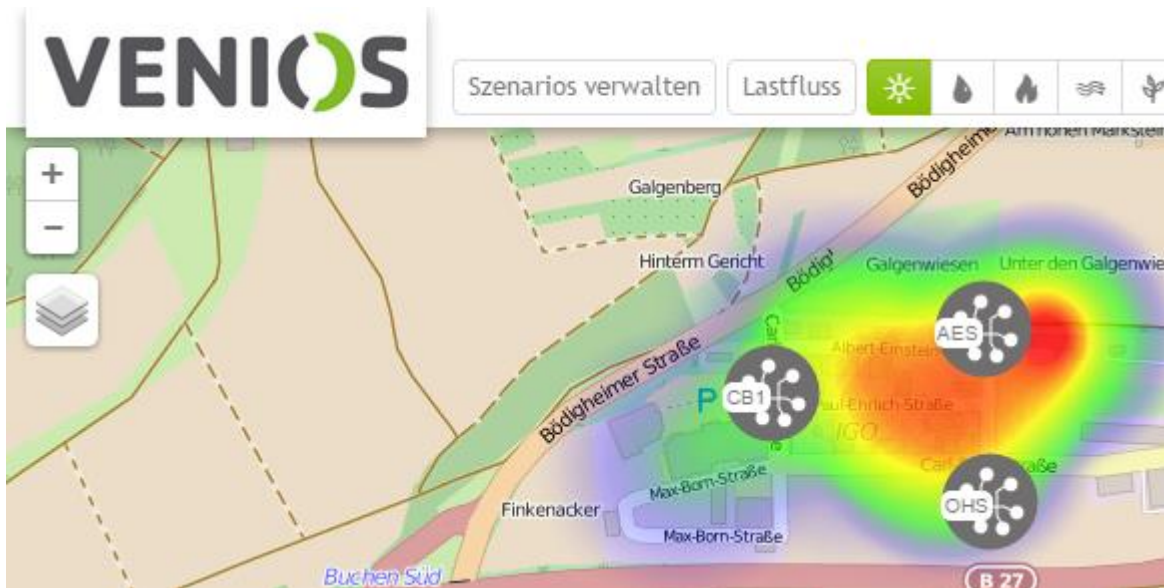 VENIOS
Szenarios verwalten
Lastfluss
+
−
Am hohen Markstein
Bödigheimer
Galgenberg
Hinterm Gericht
Bödig'
Galgenwiesen
Unter den Galgenwie
AES
Albert-Einstein
Bödigheimer Straße
CB1
P
Paul-Ehrlich-Straße
IGO
Max-Born-Straße
OHS
Finkenacker
Max-Born-Straße
Buchen Süd
B 27